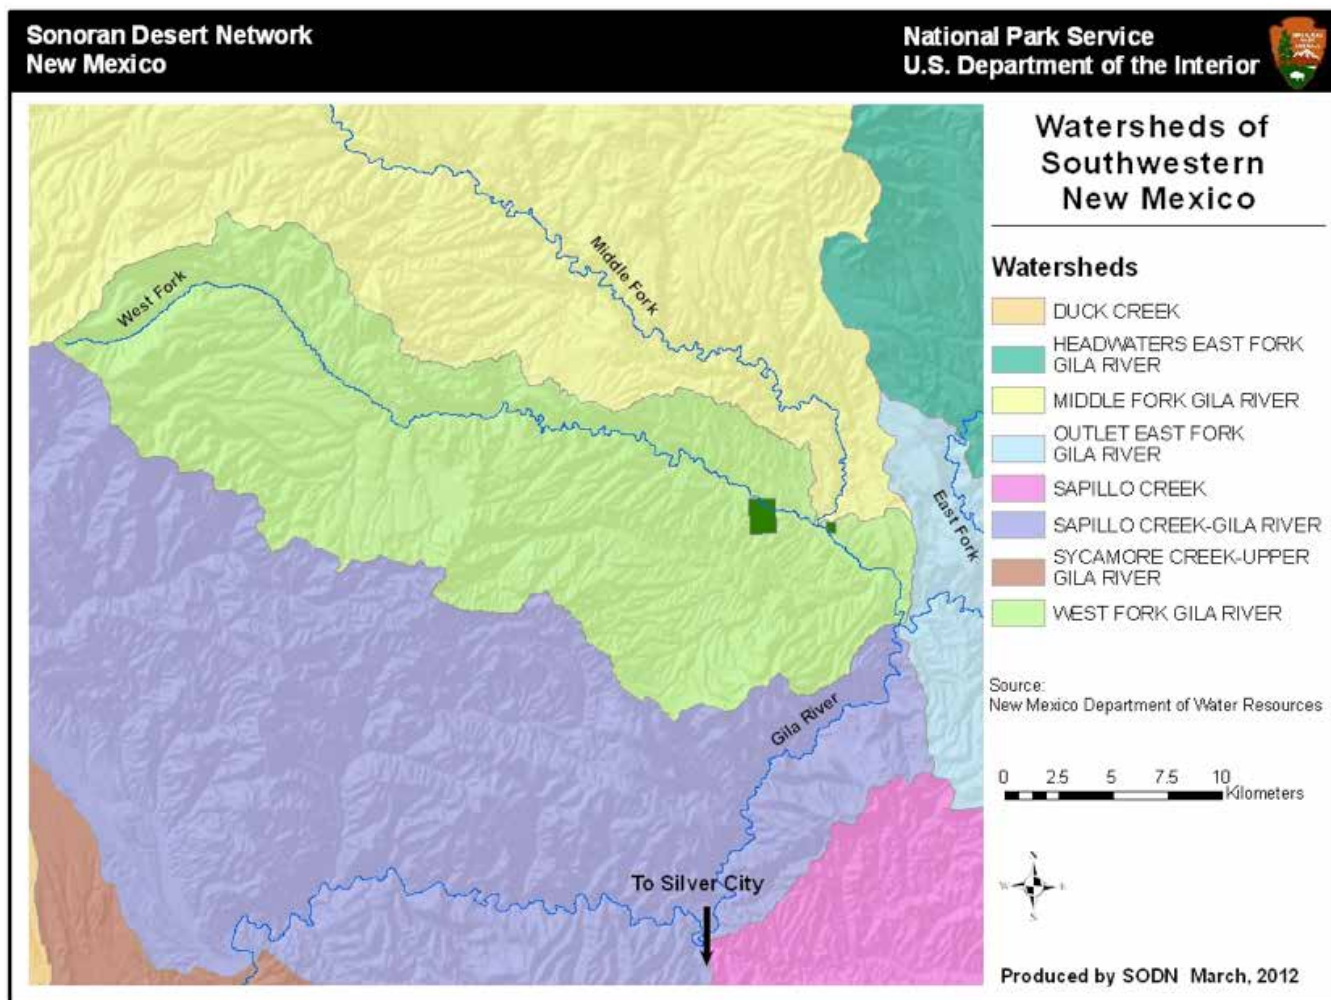 Sonoran Desert Network
New Mexico
National Park Service
U.S. Department of the Interior
Watersheds of
Southwestern
New Mexico
Watersheds
DUCK CREEK
HEADWATERS EAST FORK
GILA RIVER
MIDDLE FORK GILA RIVER
OUTLET EAST FORK
GILA RIVER
SAPILLO CREEK
SAPILLO CREEK-GILA RIVER
SYCAMORE CREEK-UPPER
GILA RIVER
WEST FORK GILA RIVER
Source:
New Mexico Department of Water Resources
0 2.5 5 7.5 10
Kilometers
N
W E
S
Produced by SODN March, 2012
West Fork
Middle Fork
East Fork
Gila River
To Silver City